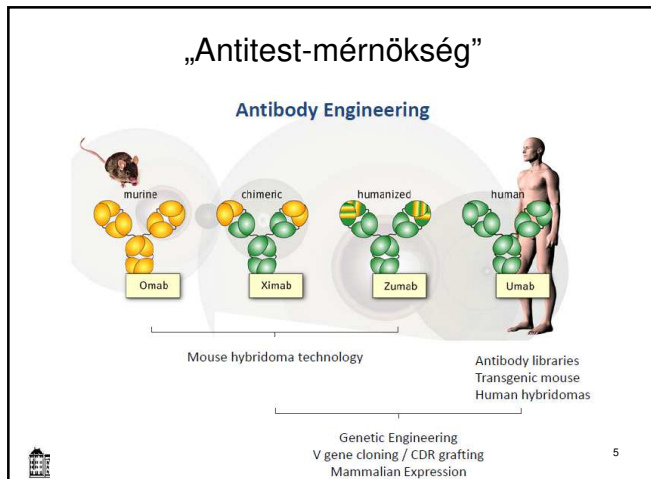 „Antitest-mérnökség”
Antibody Engineering
murine
chimeric
humanized
human
Omab
Ximab
Zumab
Umab
Mouse hybridoma technology
Antibody libraries
Transgenic mouse
Human hybridomas
Genetic Engineering
V gene cloning / CDR grafting
Mammalian Expression
5